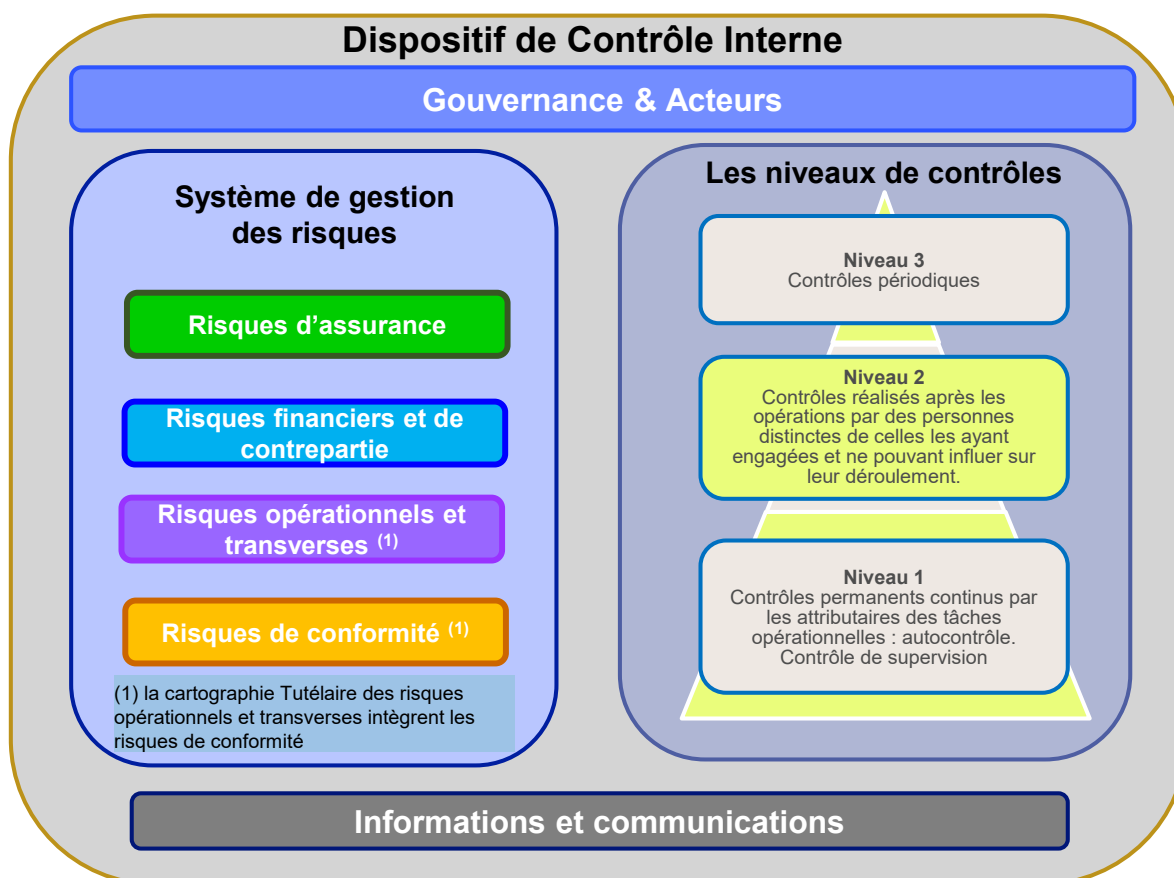 Dispositif de Contrôle Interne
Gouvernance & Acteurs
Système de gestion
des risques
Risques d'assurance
Risques financiers et de
contrepartie
Risques opérationnels et
transverses (1)
Risques de conformité (1)
(1) la cartographie Tutélaire des risques
opérationnels et transverses intègrent les
risques de conformité
Les niveaux de contrôles
Niveau 3
Contrôles périodiques
Niveau 2
Contrôles réalisés après les
opérations par des personnes
distinctes de celles les ayant
engagées et ne pouvant influer sur
leur déroulement.
Niveau 1
Contrôles permanents continus par
les attributaires des tâches
opérationnelles : autocontrôle.
Contrôle de supervision
Informations et communications